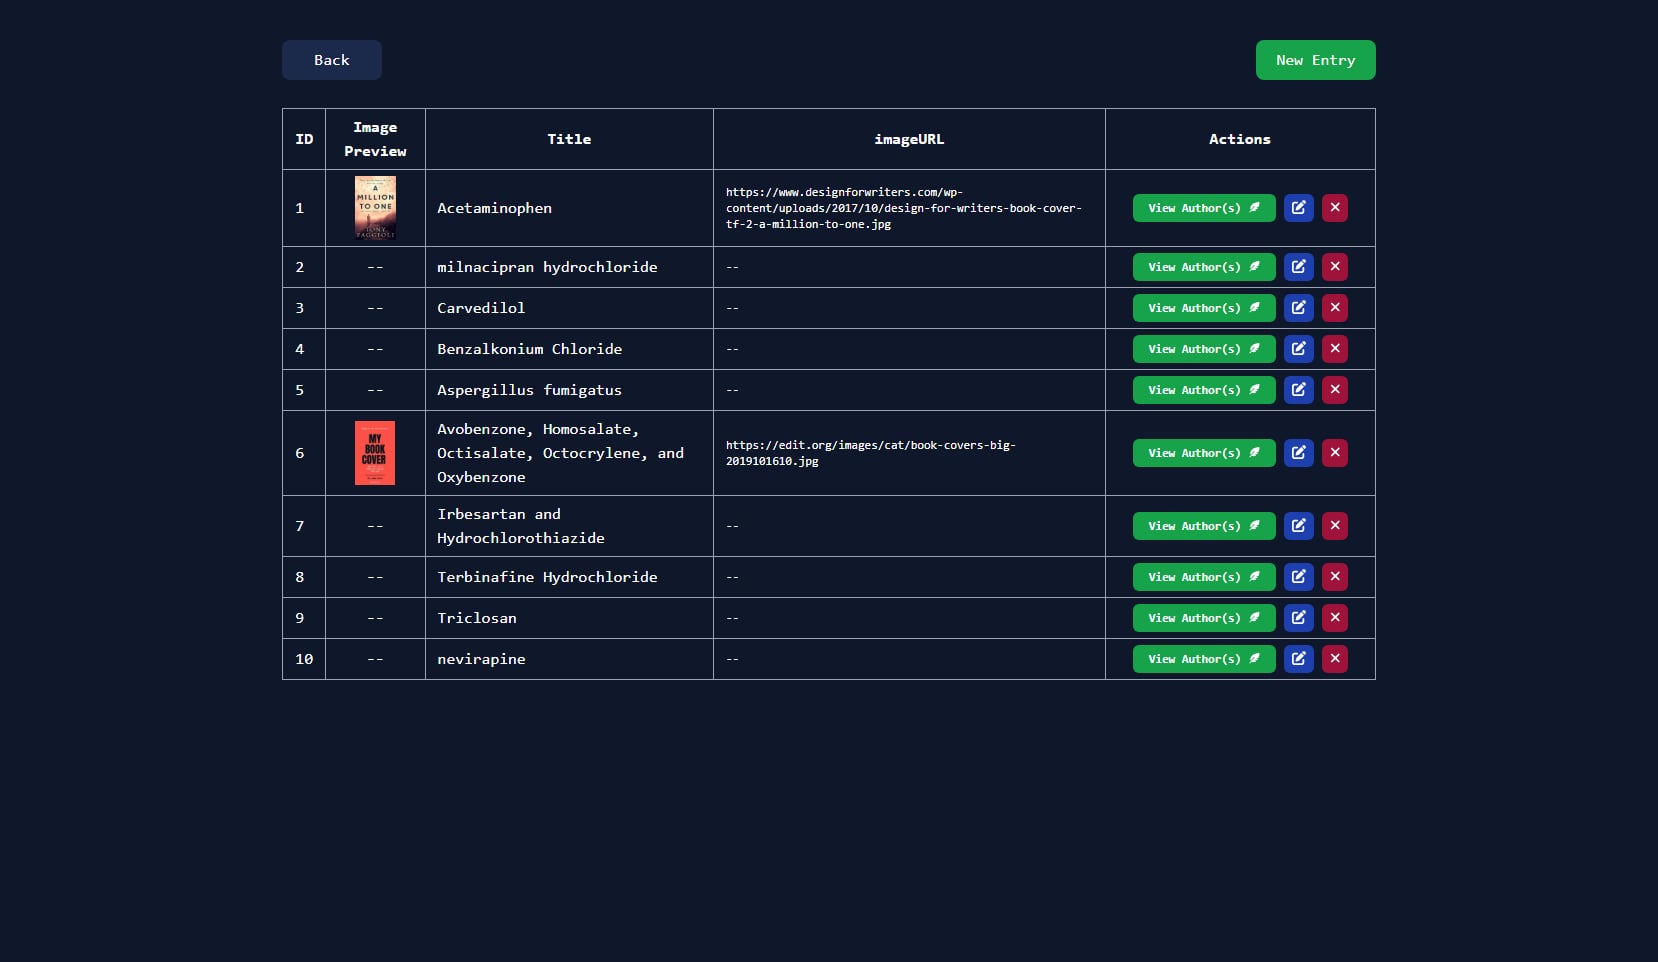 Back
New Entry
ID
Image
Preview
Title
imageURL
Actions
1
A
MILLION
TO ONE
TONY
FAGGIOLI
Acetaminophen
https://www.designforwriters.com/wp-
content/uploads/2017/10/design-for-writers-book-cover-
tf-2-a-million-to-one.jpg
View Author(s)
2
--
milnacipran hydrochloride
--
View Author(s)
3
--
Carvedilol
--
View Author(s)
4
--
Benzalkonium Chloride
--
View Author(s)
5
--
Aspergillus fumigatus
--
View Author(s)
6
MY
BOOK
COVER
Avobenzone, Homosalate,
Octisalate, Octocrylene, and
Oxybenzone
https://edit.org/images/cat/book-covers-big-
2019101610.jpg
View Author(s)
7
--
Irbesartan and
Hydrochlorothiazide
--
View Author(s)
8
--
Terbinafine Hydrochloride
--
View Author(s)
9
--
Triclosan
--
View Author(s)
10
--
nevirapine
--
View Author(s)